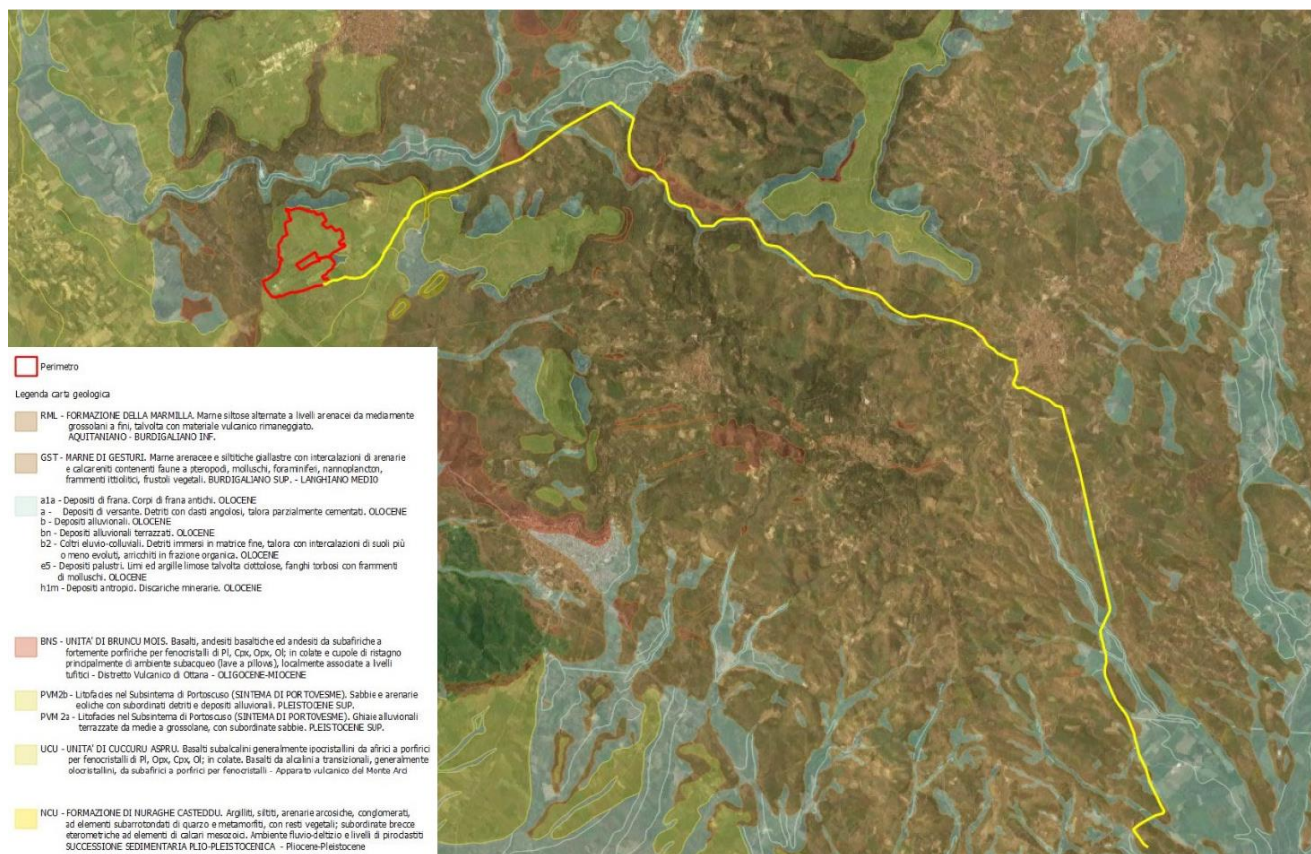 Perimetro
Legenda carta geologica
RML - FORMAZIONE DELLA MARMILLA. Marne siltose alternate a livelli arenacei da mediamente
grossolani a fini, talvolta con materiale vulcanico rimaneggiato.
AQUITANIANO - BURDIGALIANO INF.
GST - MARNE DI GESTURI. Marne arenacee e siltitiche giallastre con intercalazioni di arenarie
e calcareniti contenenti faune a pteropodi, molluschi, foraminiferi, nannoplancton,
frammenti ittiolitici, frustoli vegetali. BURDIGALIANO SUP. - LANGHIANO MEDIO
a1a - Depositi di frana. Corpi di frana antichi. OLOCENE
a - Depositi di versante. Detriti con clasti angolosi, talora parzialmente cementati. OLOCENE
b - Depositi alluvionali. OLOCENE
bn - Depositi alluvionali terrazzati. OLOCENE
b2 - Coltri eluvio-colluviali. Detriti immersi in matrice fine, talora con intercalazioni di suoli più
o meno evoluti, arricchiti in frazione organica. OLOCENE
e5 - Depositi palustri. Limi ed argille limose talvolta ciottolose, fanghi torbosi con frammenti
di molluschi. OLOCENE
h1m - Depositi antropici. Discariche minerarie. OLOCENE
BNS - UNITA' DI BRUNCU MOIS. Basalti, andesiti basaltiche ed andesiti da subafiriche a
fortemente porfiriche per fenocristalli di Pl, Cpx, Opx, Ol; in colate e cupole di ristagno
principalmente di ambiente subacqueo (lave a pillows), localmente associate a livelli
tufitici - Distretto Vulcanico di Ottana - OLIGOCENE-MIOCENE
PVM2b - Litofacies nel Subsintema di Portoscuso (SINTEMA DI PORTOVESME). Sabbie e arenarie
eoliche con subordinati detriti e depositi alluvionali. PLEISTOCENE SUP.
PVM 2a - Litofacies nel Subsintema di Portoscuso (SINTEMA DI PORTOVESME). Ghiaie alluvionali
terrazzate da medie a grossolane, con subordinate sabbie. PLEISTOCENE SUP.
UCU - UNITA' DI CUCCURU ASPRU. Basalti subalcalini generalmente ipocristallini da afirici a porfirici
per fenocristalli di Pl, Opx, Cpx, Ol; in colate. Basalti da alcalini a transizionali, generalmente
olocristallini, da subafirici a porfirici per fenocristalli - Apparato vulcanico del Monte Arci
NCU - FORMAZIONE DI NURAGHE CASTEDDU. Argilliti, siltiti, arenarie arcosiche, conglomerati,
ad elementi subarrotondati di quarzo e metamorfiti, con resti vegetali; subordinate brecce
eterometriche ad elementi di calcari mesozoici. Ambiente fluvio-deltizio e livelli di piroclastiti
SUCCESSIONE SEDIMENTARIA PLIO-PLEISTOCENICA - Pliocene-Pleistocene